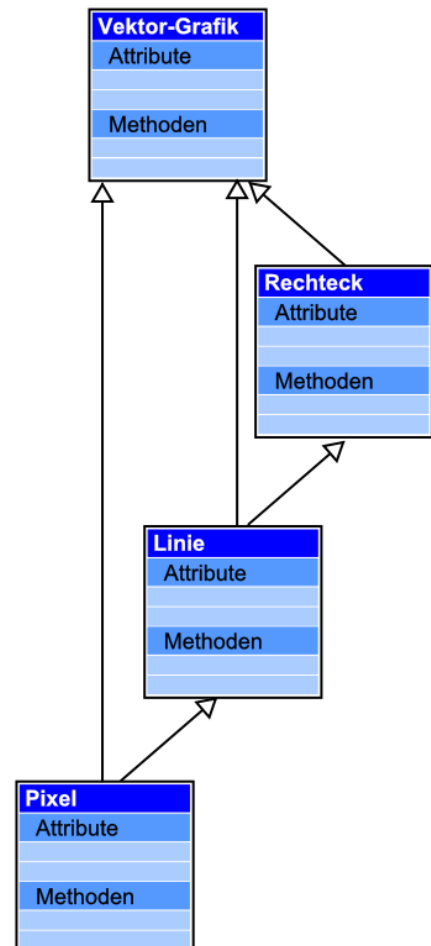 Vektor-Grafik
Attribute
Methoden
Rechteck
Attribute
Methoden
Linie
Attribute
Methoden
Pixel
Attribute
Methoden